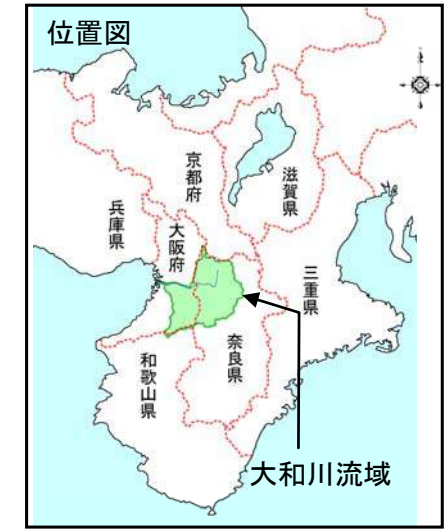 位置図
京都府
滋賀県
兵庫県
大阪府
三重県
奈良県
和歌山県
大和川流域